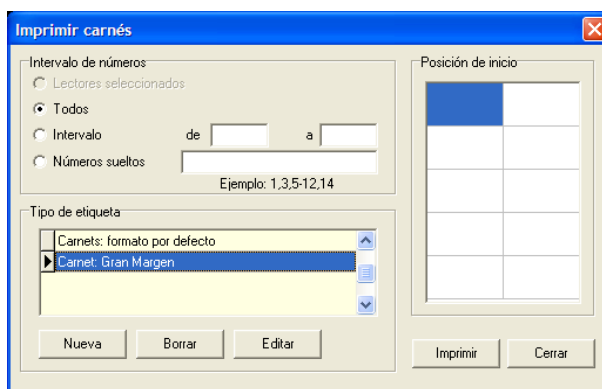 Imprimir carnés
Intervalo de números
Lectores seleccionados
Todos
Intervalo de a
Números sueltos
Ejemplo: 1,3,5-12,14
Tipo de etiqueta
Carnets: formato por defecto
Carnet: Gran Margen
Nueva Borrar Editar
Posición de inicio
Imprimir Cerrar